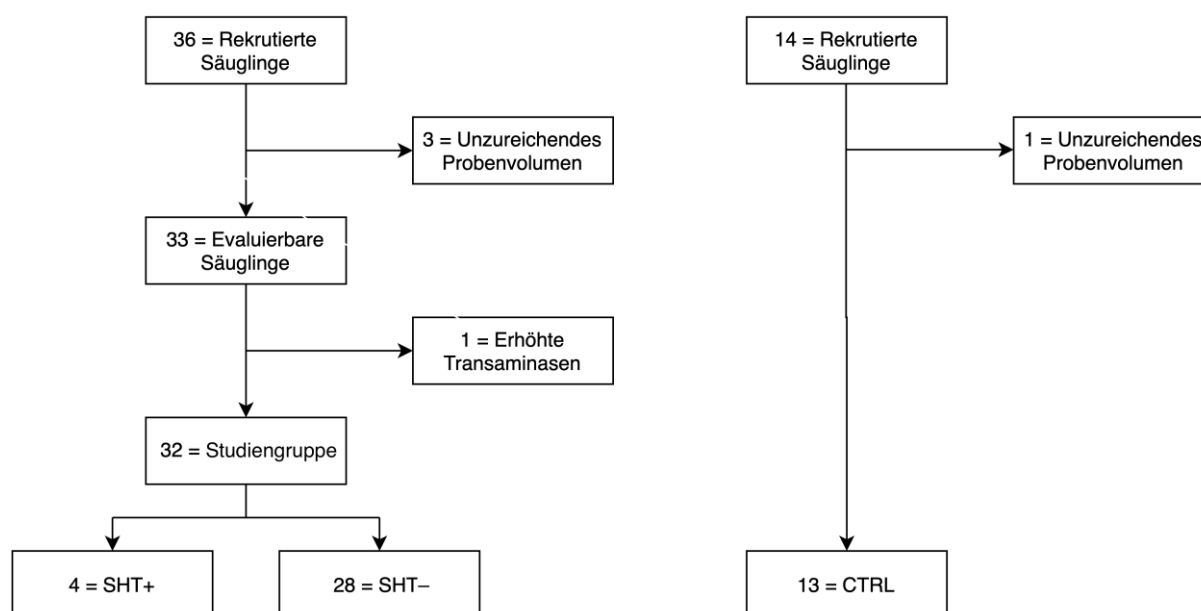 36 = Rekrutierte
Säuglinge
3 = Unzureichendes
Probenvolumen
33 = Evaluierbare
Säuglinge
1 = Erhöhte
Transaminasen
32 = Studiengruppe
4 = SHT+
28 = SHT−
14 = Rekrutierte
Säuglinge
1 = Unzureichendes
Probenvolumen
13 = CTRL